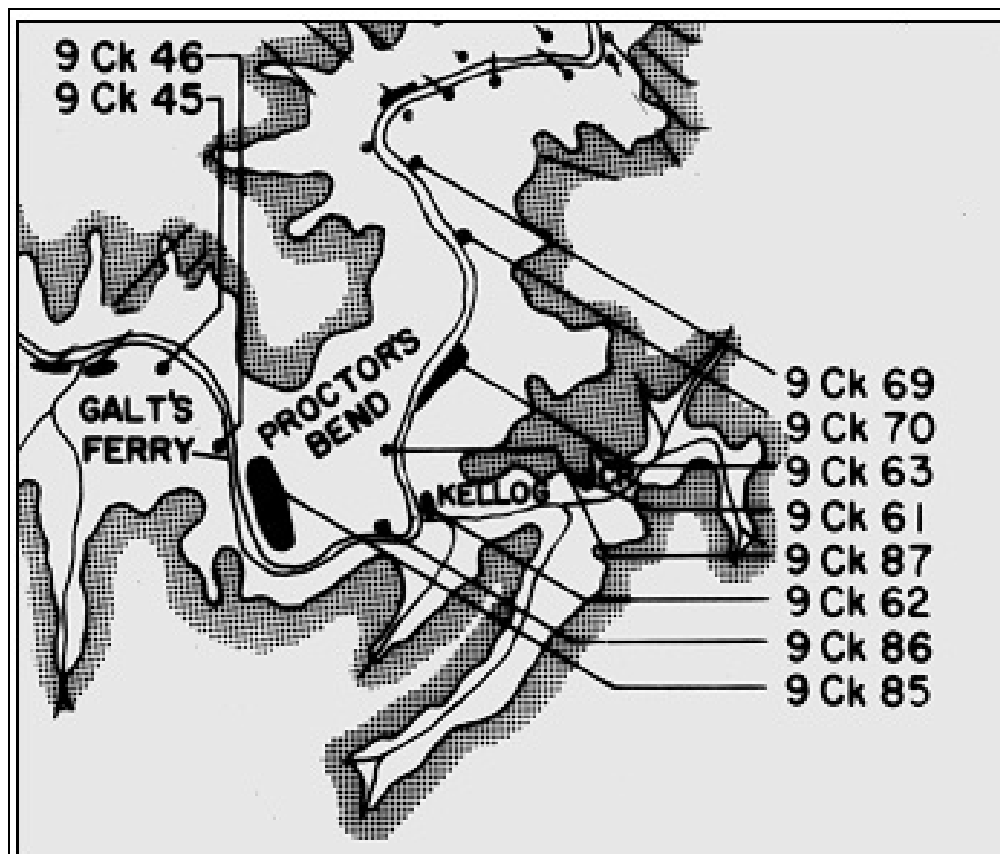 9 Ck 46
9 Ck 45
GALT'S
FERRY
PROCTOR'S
BEND
KELLOG
CR
9 Ck 69
9 Ck 70
9 Ck 63
9 Ck 61
9 Ck 87
9 Ck 62
9 Ck 86
9 Ck 85